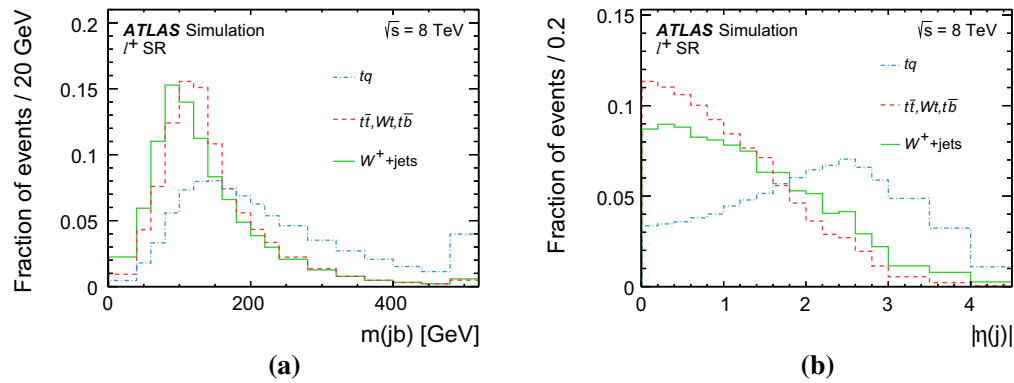 Fraction of events / 20 GeV
0.2
0.15
0.1
0.05
0
ATLAS Simulation
l⁺ SR
√s = 8 TeV
tq
tt̄,Wt,tb̄
W⁺+jets
0 200 400
m(jb) [GeV]
(a)
Fraction of events / 0.2
0.15
0.1
0.05
0
ATLAS Simulation
l⁺ SR
√s = 8 TeV
tq
tt̄,Wt,tb̄
W⁺+jets
0 1 2 3 4
|η(j)|
(b)